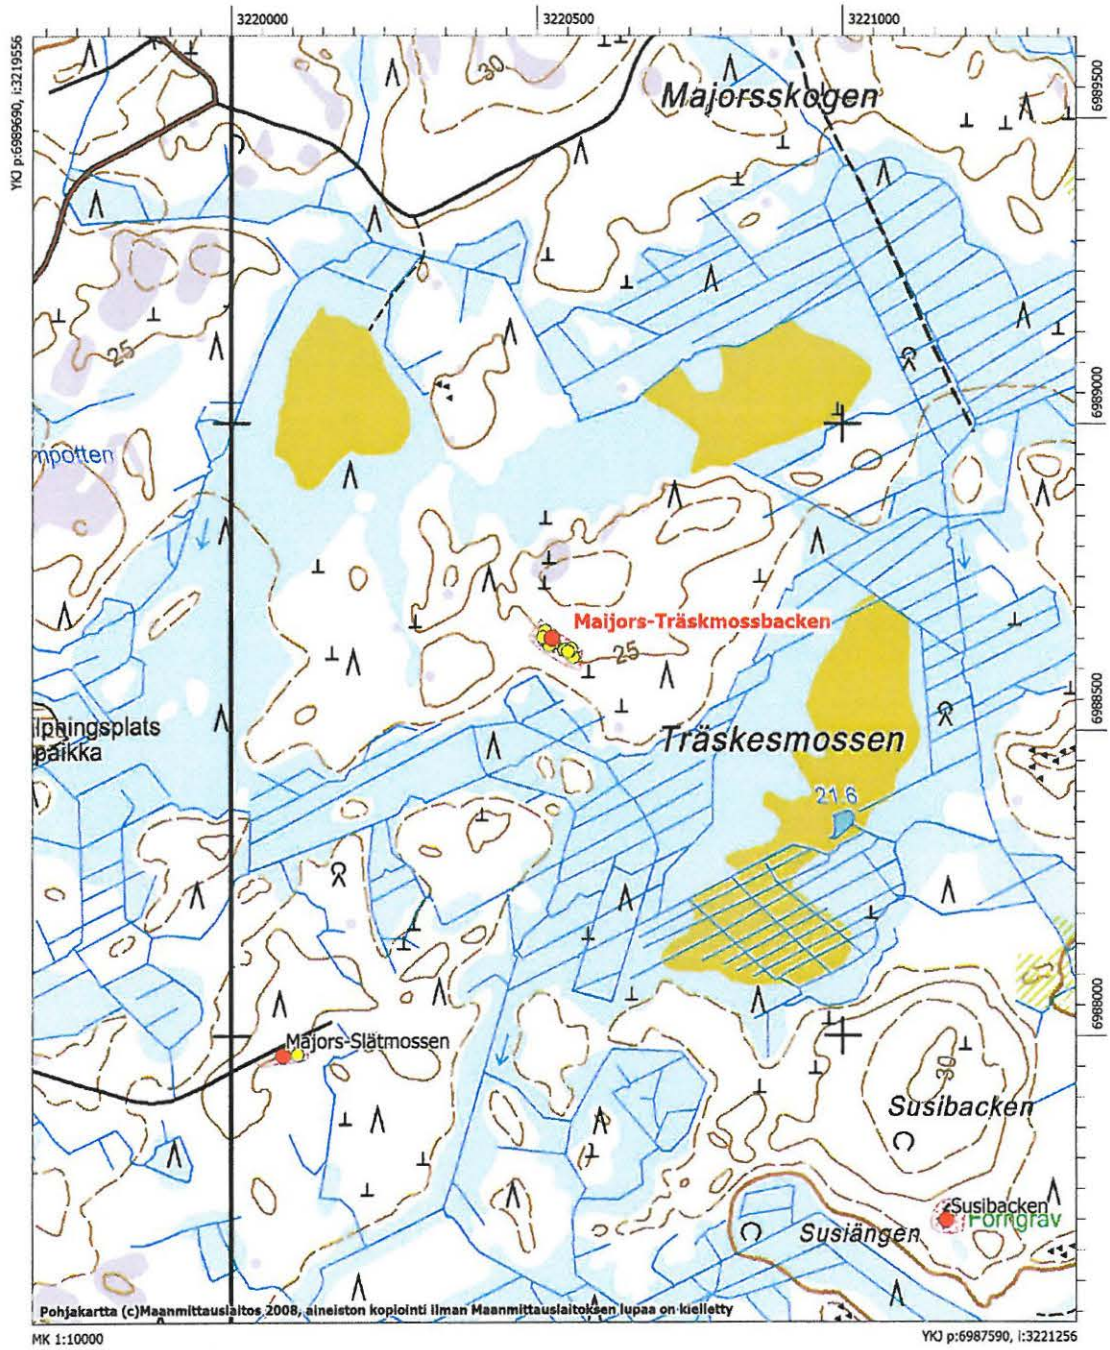 3220000
3220500
3221000
YKJ p:6989690, i:3219556
6989500
30
Majorsskogen
25
6989000
mpotten
Maijors-Träskmossbacken
25
6988500
lphingsplats
paikka
Träskesmossen
21.6
6988000
Majors-Slätmossen
30
Susibacken
Susibacken
Forngrav
Susiängen
Pohjakartta (c)Maanmittauslaitos 2008, aineiston kopiointi ilman Maanmittauslaitoksen lupaa on kielletty
MK 1:10000
YKJ p:6987590, i:3221256